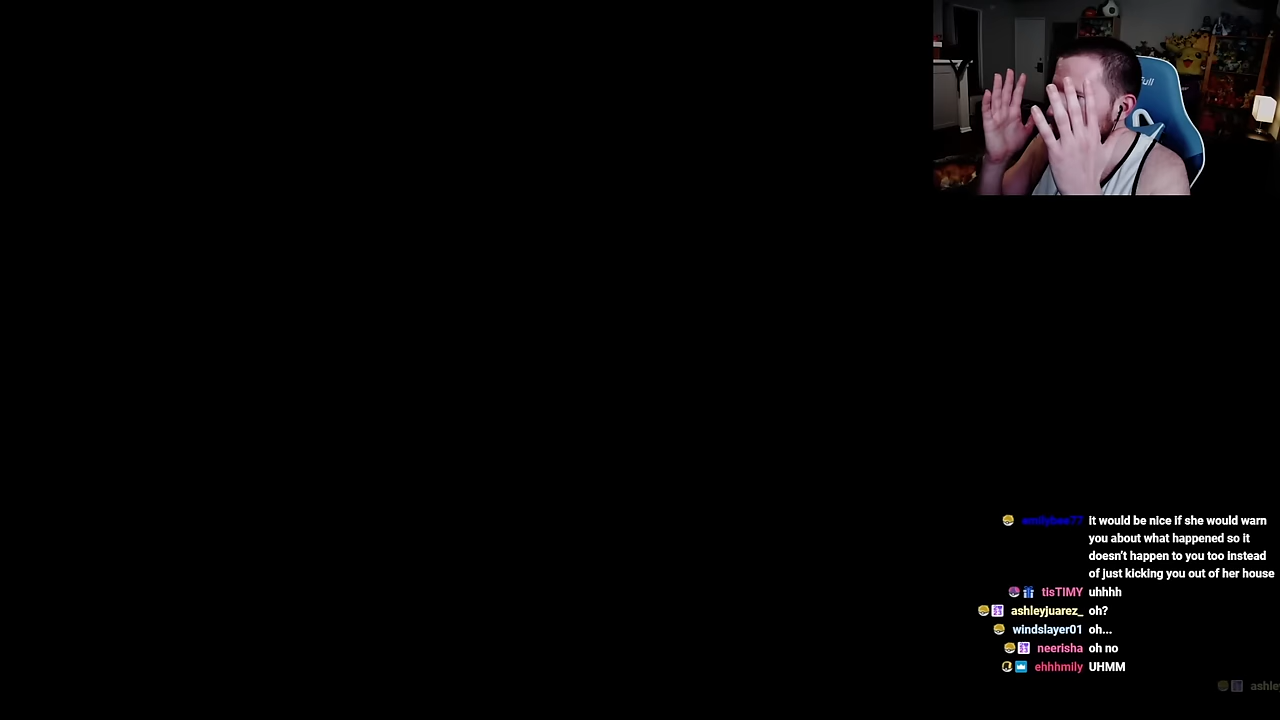 It would be nice if she would warn
you about what happened so it
doesn't happen to you too instead
of just kicking you out of her house
tisTIMY uhhhh
ashleyjuarez_ oh?
windslayer01 oh...
neerisha oh no
ehhhmily UHMM
ashley